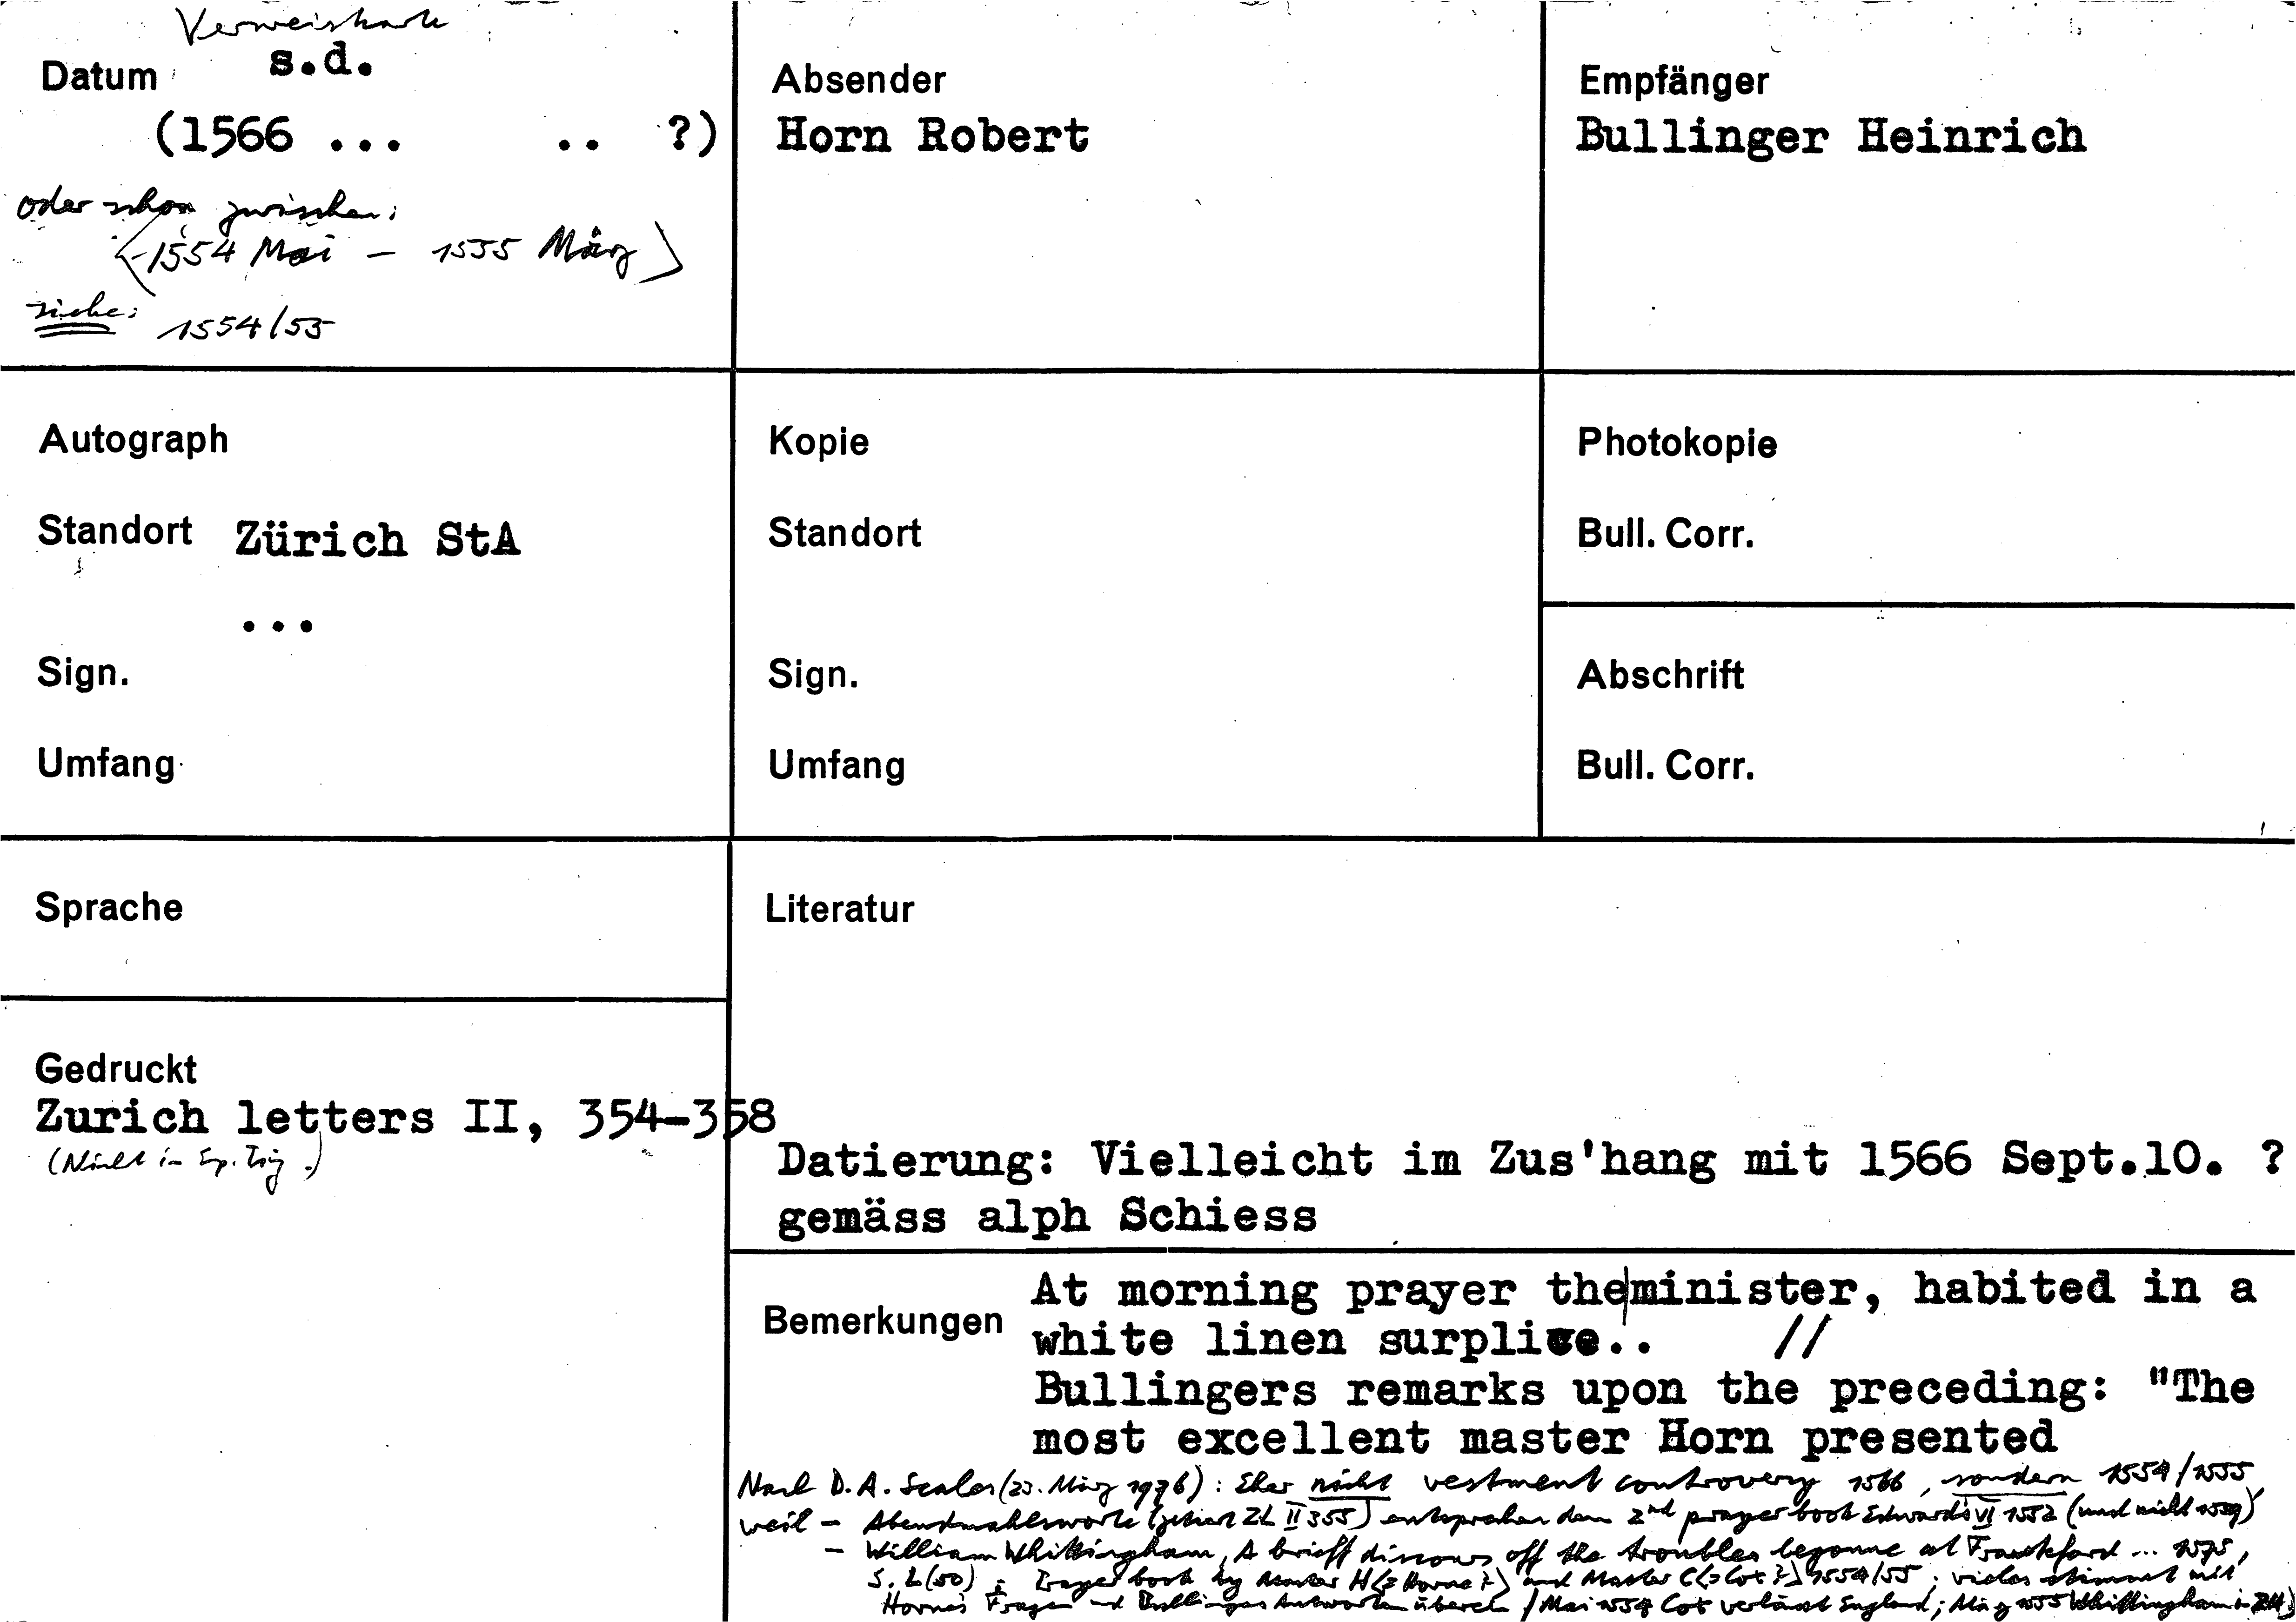 Verweiskarte
Datum s.d.
(1566 ... .. ?)
oder schon zwischen:
<1554 Mai - 1555 März>
siehe: 1554/55
Absender
Horn Robert
Empfänger
Bullinger Heinrich
Autograph
Standort Zürich StA
...
Sign.
Umfang
Kopie
Standort
Sign.
Umfang
Photokopie
Bull. Corr.
Abschrift
Bull. Corr.
Sprache
Literatur
Gedruckt
Zurich letters II, 354-358
(Nicht in Ep. Tig.)
Datierung: Vielleicht im Zus'hang mit 1566 Sept.10. ?
gemäss alph Schiess
Bemerkungen
At morning prayer the|minister, habited in a
white linen surplice.. //
Bullingers remarks upon the preceding: "The
most excellent master Horn presented
Nach D. A. Scales (23. März 1976): Eher nicht vestment controversy 1566, sondern 1554/1555,
weil - Abendmahlsworte (zitiert ZL II 355) entsprechen dem 2nd prayer book Edwards VI 1552 (und nicht 1559)
- William Whittingham, A brieff discours off the troubles begonne at Franckford ... 1575,
S. L (50): Prayer book by Master H <= Horne?> and Master C <= Cox?> 1554/55; vieles stimmt mit
Horne's Fragen und Bullingers Antworten überein / Mai 1554 Cox verlässt England; März 1555 Whittingham in ZH.